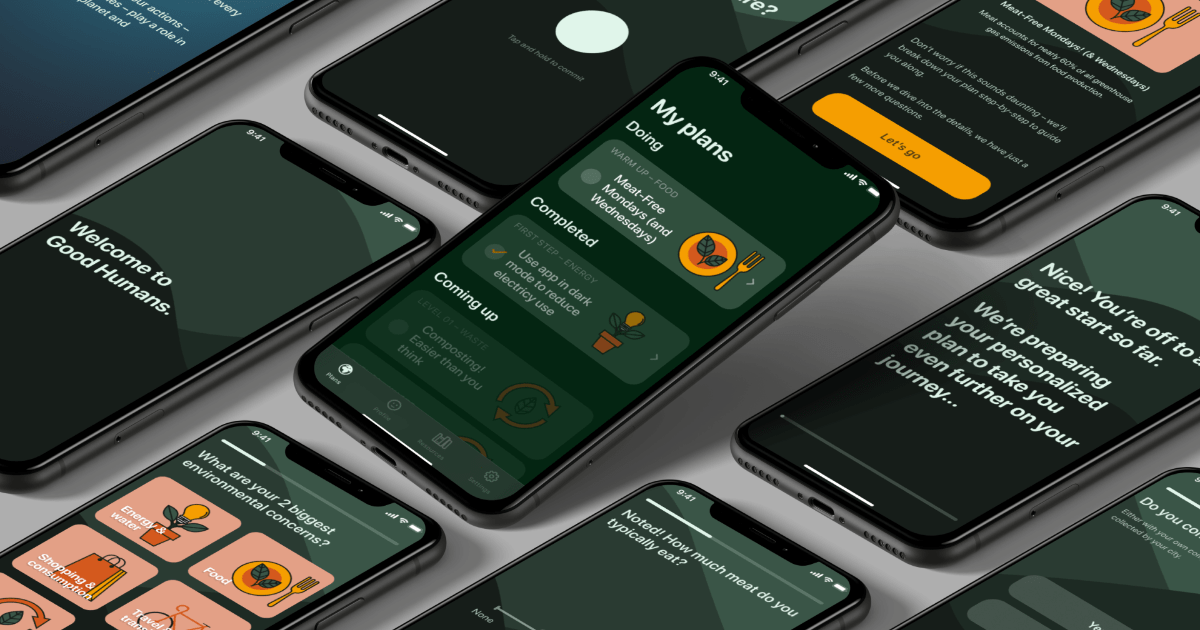 every
our actions –
es – play a role in
planet and
re?
Tap and hold to commit
Meat-Free Mondays! (& Wednesdays)
Meat accounts for nearly 60% of all greenhouse
gas emissions from food production.
Don't worry if this sounds daunting – we'll
break down your plan step-by-step to guide
you along.
Before we dive into the details, we have just a
few more questions.
Let's go
9:41
Welcome to
Good Humans.
9:41
My plans
Doing
WARM UP – FOOD
Meat-Free
Mondays (and
Wednesdays)
Completed
FIRST STEP – ENERGY
Use app in dark
mode to reduce
electricy use
Coming up
LEVEL 01 – WASTE
Composting!
Easier than you
think
Plans
Profile
Resources
Settings
9:41
Nice! You're off to a
great start so far.
We're preparing
your personalized
plan to take you
even further on your
journey...
9:41
What are your 2 biggest
environmental concerns?
Energy &
water
Food
Shopping &
consumption
Travel
9:41
Noted! How much meat do you
typically eat?
None
Do you com
Either with your own co
collected by your city.
Ye